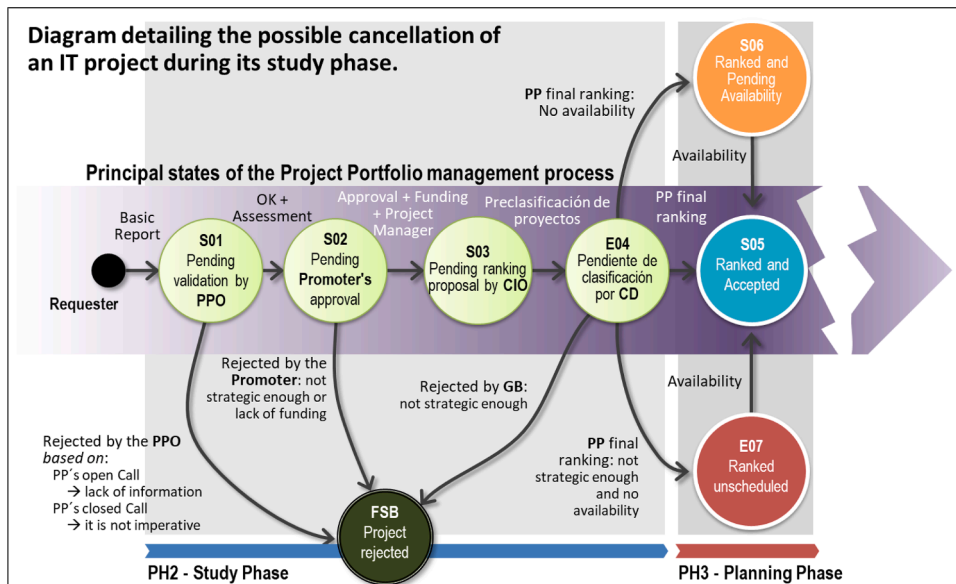 Diagram detailing the possible cancellation of
an IT project during its study phase.
S06
Ranked and
Pending
Availability
PP final ranking:
No availability
Availability
Principal states of the Project Portfolio management process
Basic
Report
OK +
Assessment
Approval + Funding
+ Project
Manager
Preclasificación de
proyectos
PP final
ranking
Requester
S01
Pending
validation by
PPO
S02
Pending
Promoter's
approval
S03
Pending ranking
proposal by CIO
E04
Pendiente de
clasificación
por CD
S05
Ranked and
Accepted
Rejected by the
Promoter: not
strategic enough or
lack of funding
Rejected by GB:
not strategic enough
Availability
Rejected by the PPO
based on:
PP´s open Call
→ lack of information
PP´s closed Call
→ it is not imperative
PP final
ranking: not
strategic enough
and no
availability
E07
Ranked
unscheduled
FSB
Project
rejected
PH2 - Study Phase
PH3 - Planning Phase